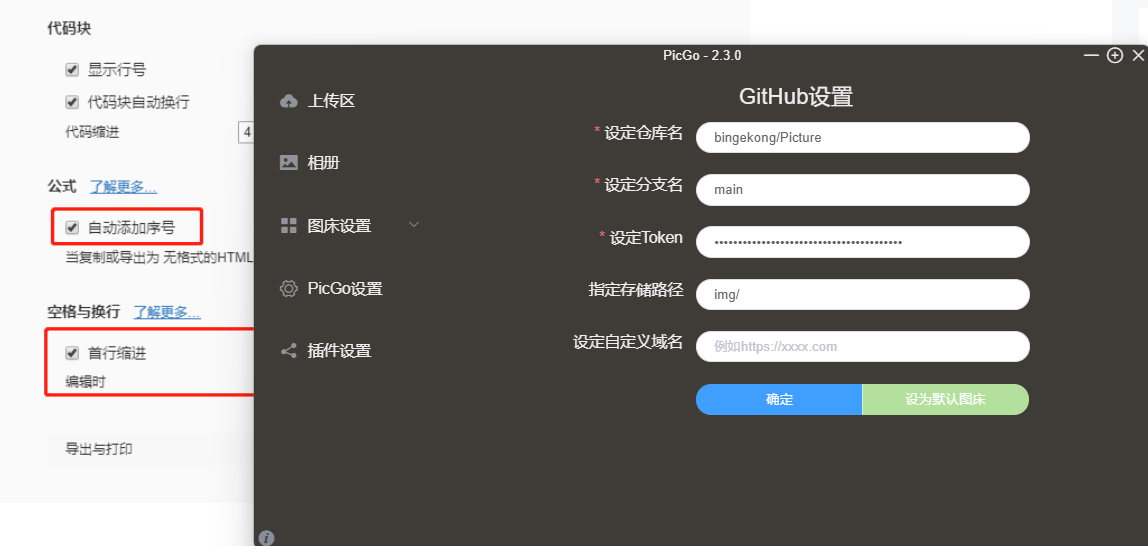 代码块
显示行号
代码块自动换行
代码缩进 4
公式 了解更多...
自动添加序号
当复制或导出为 无格式的HTML
空格与换行 了解更多...
首行缩进
编辑时
导出与打印
PicGo - 2.3.0
上传区
相册
图床设置
PicGo设置
插件设置
GitHub设置
* 设定仓库名 bingekong/Picture
* 设定分支名 main
* 设定Token ••••••••••••••••••••••••••••••••••••••••
指定存储路径 img/
设定自定义域名 例如https://xxxx.com
确定 设为默认图床